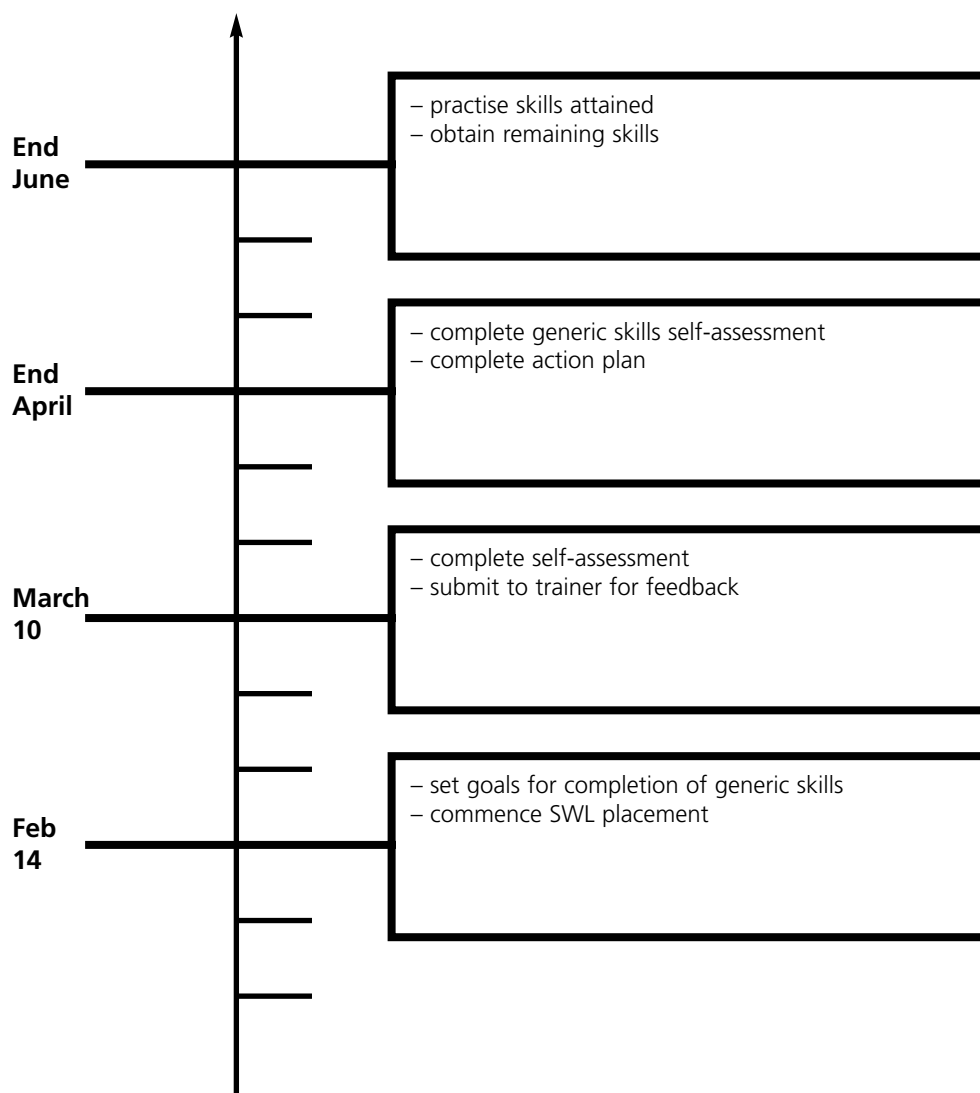 End
June
– practise skills attained
– obtain remaining skills
End
April
– complete generic skills self-assessment
– complete action plan
March
10
– complete self-assessment
– submit to trainer for feedback
Feb
14
– set goals for completion of generic skills
– commence SWL placement